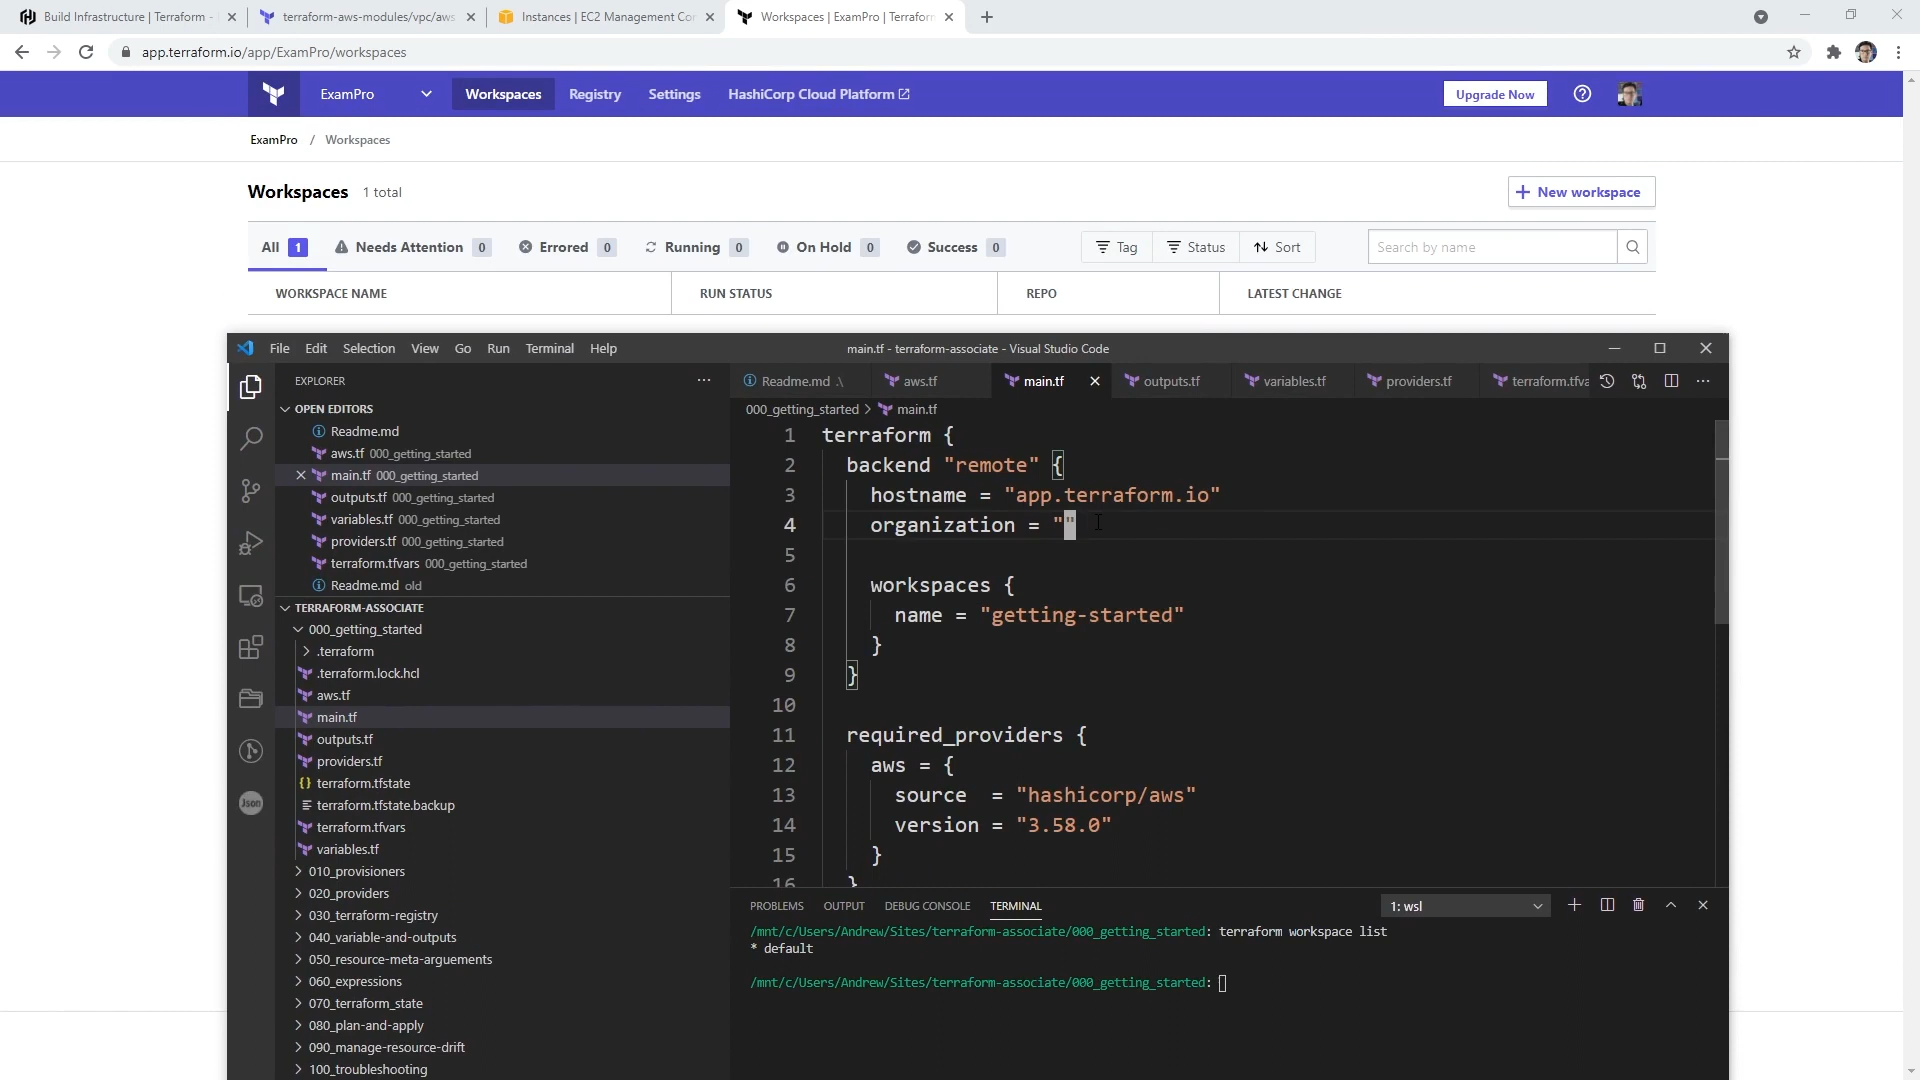 Build Infrastructure | Terraform -
terraform-aws-modules/vpc/aws
Instances | EC2 Management Con
Workspaces | ExamPro | Terraform
app.terraform.io/app/ExamPro/workspaces
ExamPro
Workspaces
Registry
Settings
HashiCorp Cloud Platform
Upgrade Now
ExamPro / Workspaces
Workspaces 1 total
New workspace
All 1
Needs Attention 0
Errored 0
Running 0
On Hold 0
Success 0
Tag
Status
Sort
Search by name
WORKSPACE NAME
RUN STATUS
REPO
LATEST CHANGE
File Edit Selection View Go Run Terminal Help
main.tf - terraform-associate - Visual Studio Code
EXPLORER
OPEN EDITORS
Readme.md
aws.tf 000_getting_started
main.tf 000_getting_started
outputs.tf 000_getting_started
variables.tf 000_getting_started
providers.tf 000_getting_started
terraform.tfvars 000_getting_started
Readme.md old
TERRAFORM-ASSOCIATE
000_getting_started
.terraform
.terraform.lock.hcl
aws.tf
main.tf
outputs.tf
providers.tf
terraform.tfstate
terraform.tfstate.backup
terraform.tfvars
variables.tf
010_provisioners
020_providers
030_terraform-registry
040_variable-and-outputs
050_resource-meta-arguements
060_expressions
070_terraform_state
080_plan-and-apply
090_manage-resource-drift
100_troubleshooting
Json
Readme.md .\
aws.tf
main.tf
outputs.tf
variables.tf
providers.tf
terraform.tfva
000_getting_started > main.tf
1 terraform {
2 backend "remote" {
3 hostname = "app.terraform.io"
4 organization = ""
5
6 workspaces {
7 name = "getting-started"
8 }
9 }
10
11 required_providers {
12 aws = {
13 source = "hashicorp/aws"
14 version = "3.58.0"
15 }
16 }
PROBLEMS OUTPUT DEBUG CONSOLE TERMINAL
1: wsl
/mnt/c/Users/Andrew/Sites/terraform-associate/000_getting_started: terraform workspace list
* default
/mnt/c/Users/Andrew/Sites/terraform-associate/000_getting_started: